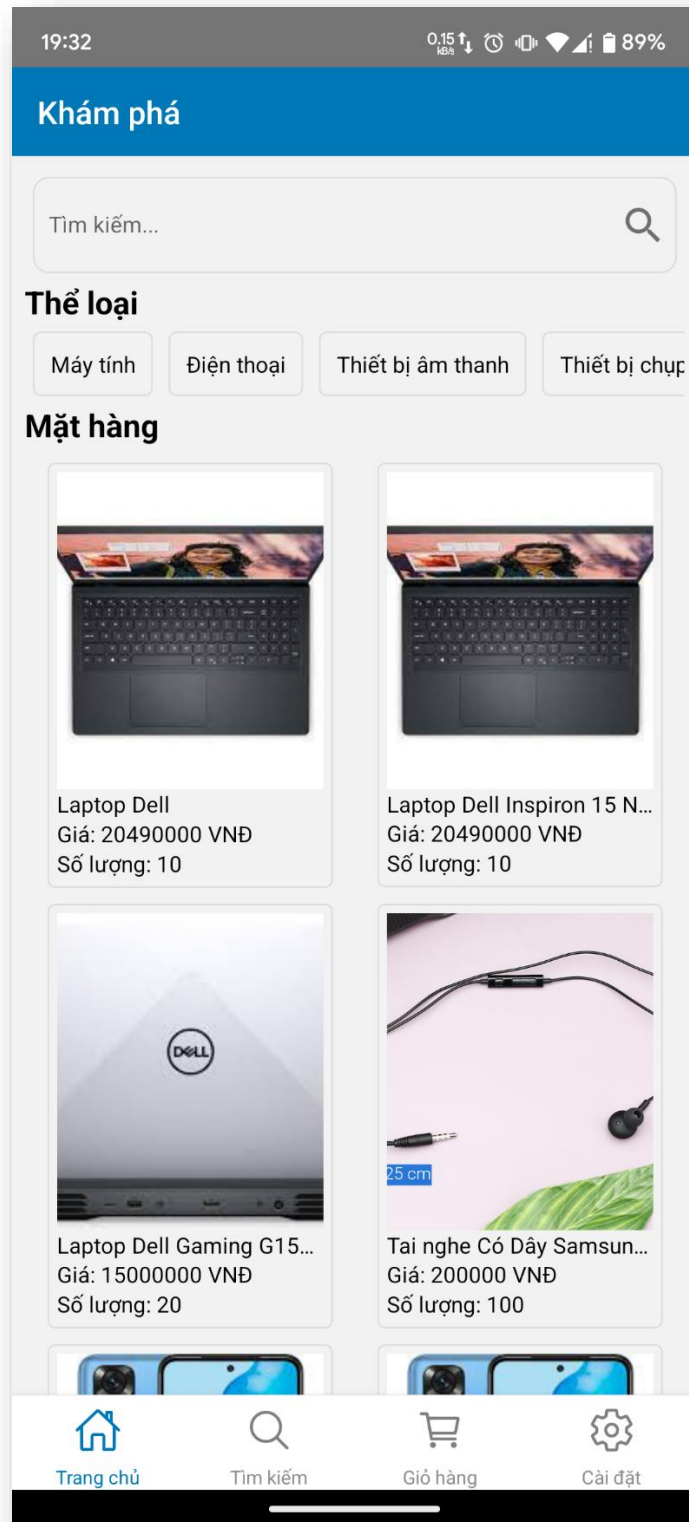 19:32
0.15 KB/s
89%
Khám phá
Tìm kiếm...
Thể loại
Máy tính
Điện thoại
Thiết bị âm thanh
Thiết bị chụp
Mặt hàng
Laptop Dell
Giá: 20490000 VNĐ
Số lượng: 10
Laptop Dell Inspiron 15 N...
Giá: 20490000 VNĐ
Số lượng: 10
DELL
25 cm
Laptop Dell Gaming G15...
Giá: 15000000 VNĐ
Số lượng: 20
Tai nghe Có Dây Samsun...
Giá: 200000 VNĐ
Số lượng: 100
Trang chủ
Tìm kiếm
Giỏ hàng
Cài đặt